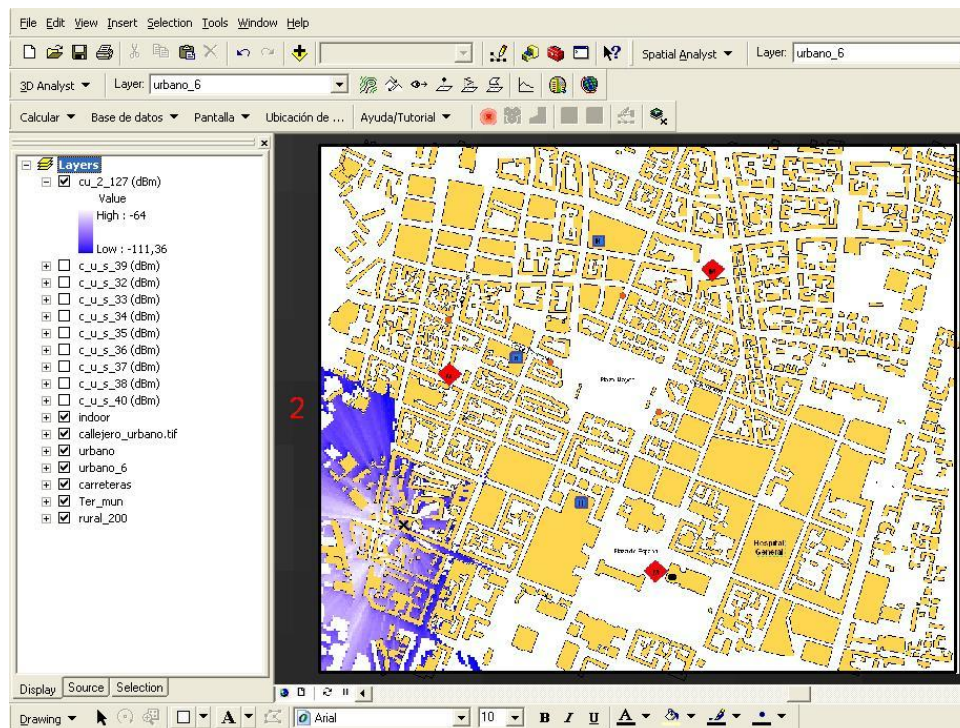 File Edit View Insert Selection Tools Window Help
Spatial Analyst Layer: urbano_6
3D Analyst Layer: urbano_6
Calcular Base de datos Pantalla Ubicación de ... Ayuda/Tutorial
Layers
cu_2_127 (dBm)
Value
High : -64
Low : -111,36
c_u_s_39 (dBm)
c_u_s_32 (dBm)
c_u_s_33 (dBm)
c_u_s_34 (dBm)
c_u_s_35 (dBm)
c_u_s_36 (dBm)
c_u_s_37 (dBm)
c_u_s_38 (dBm)
c_u_s_40 (dBm)
indoor
callejero_urbano.tif
urbano
urbano_6
carreteras
Ter_mun
rural_200
2
Plaza Mayor
Hospital
General
Display Source Selection
Drawing A Arial 10 B I U A